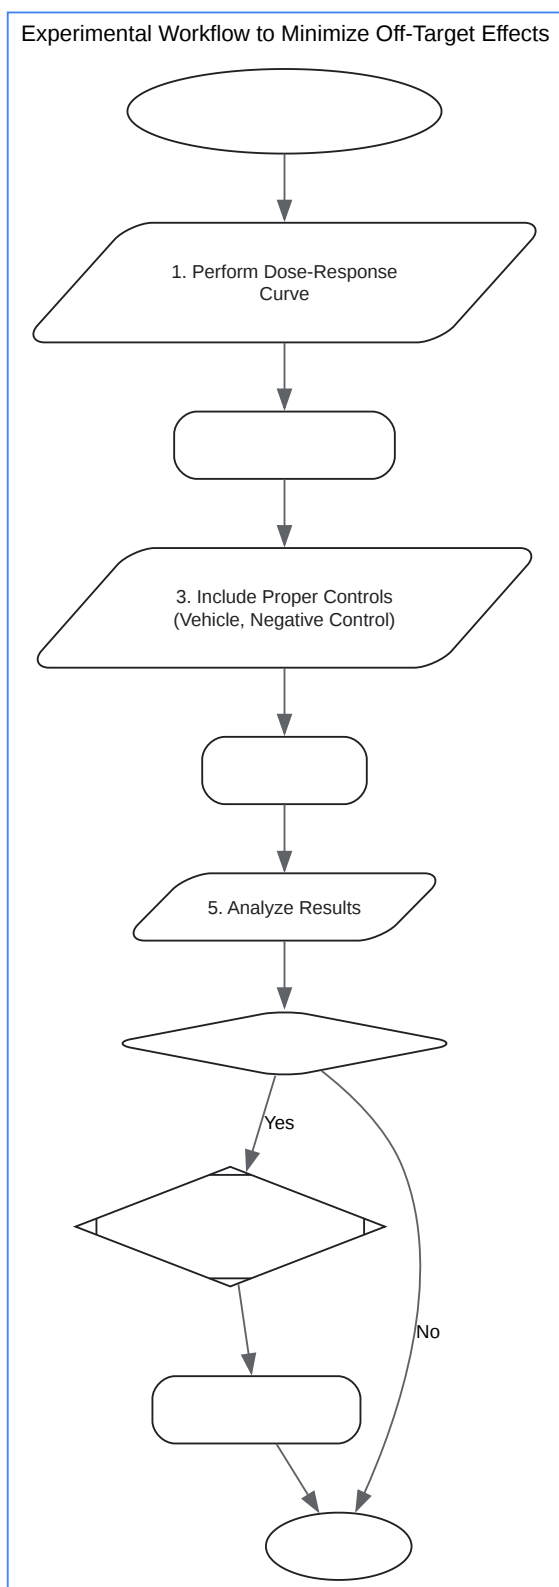 Experimental Workflow to Minimize Off-Target Effects
1. Perform Dose-Response
Curve
3. Include Proper Controls
(Vehicle, Negative Control)
5. Analyze Results
Yes
No